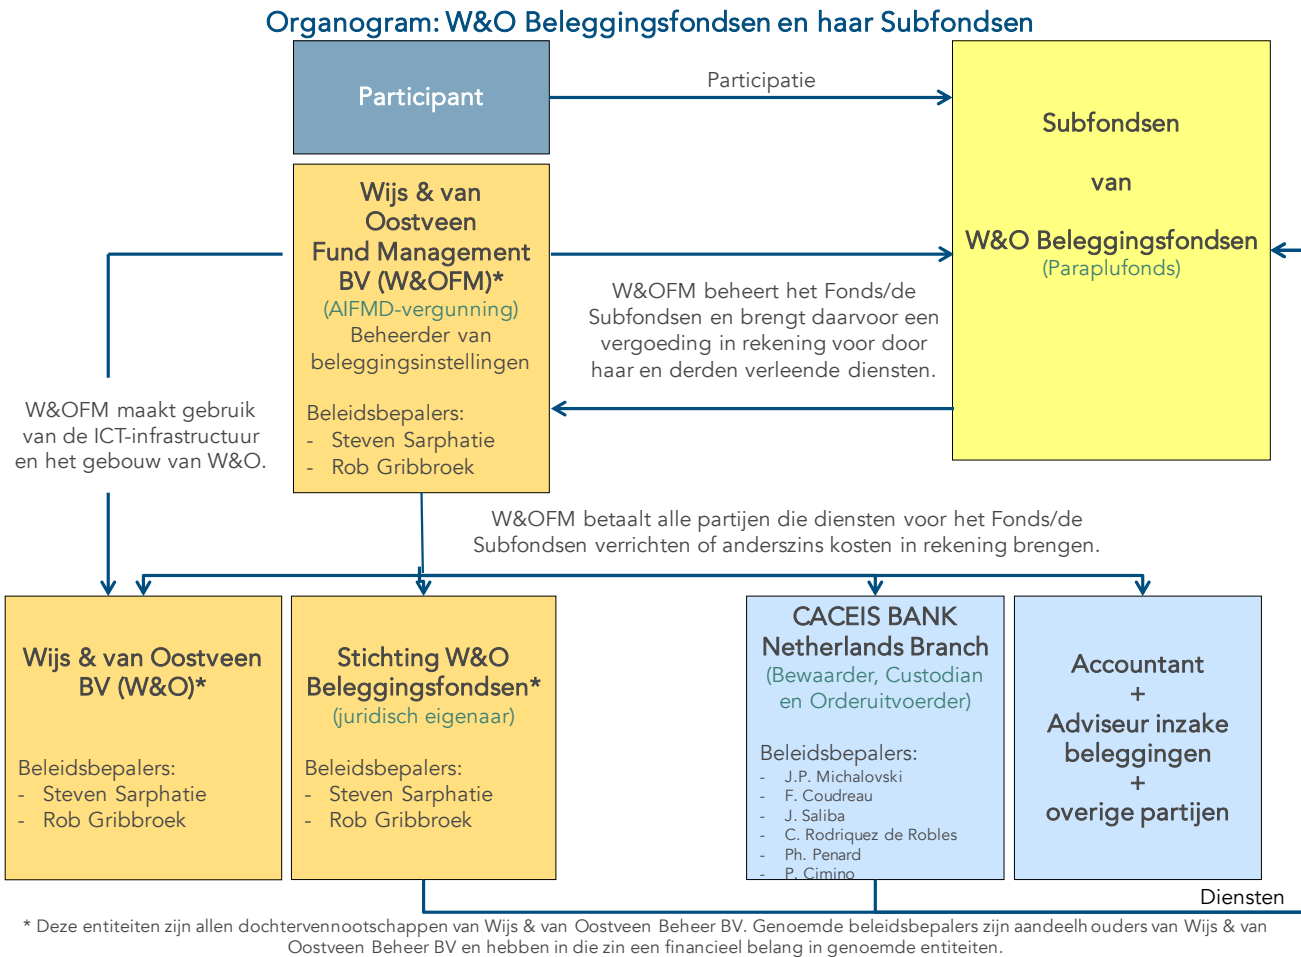 Organogram: W&O Beleggingsfondsen en haar Subfondsen
Participant
Participatie
Subfondsen
van
W&O Beleggingsfondsen
(Paraplufonds)
Wijs & van
Oostveen
Fund Management
BV (W&OFM)*
(AIFMD-vergunning)
Beheerder van
beleggingsinstellingen
Beleidsbepalers:
- Steven Sarphatie
- Rob Gribbroek
W&OFM beheert het Fonds/de
Subfondsen en brengt daarvoor een
vergoeding in rekening voor door
haar en derden verleende diensten.
W&OFM maakt gebruik
van de ICT-infrastructuur
en het gebouw van W&O.
W&OFM betaalt alle partijen die diensten voor het Fonds/de
Subfondsen verrichten of anderszins kosten in rekening brengen.
Wijs & van Oostveen
BV (W&O)*
Beleidsbepalers:
- Steven Sarphatie
- Rob Gribbroek
Stichting W&O
Beleggingsfondsen*
(juridisch eigenaar)
Beleidsbepalers:
- Steven Sarphatie
- Rob Gribbroek
CACEIS BANK
Netherlands Branch
(Bewaarder, Custodian
en Orderuitvoerder)
Beleidsbepalers:
- J.P. Michalovski
- F. Coudreau
- J. Saliba
- C. Rodriquez de Robles
- Ph. Penard
- P. Cimino
Accountant
+
Adviseur inzake
beleggingen
+
overige partijen
Diensten
* Deze entiteiten zijn allen dochtervennootschappen van Wijs & van Oostveen Beheer BV. Genoemde beleidsbepalers zijn aandeelhouders van Wijs & van
Oostveen Beheer BV en hebben in die zin een financieel belang in genoemde entiteiten.